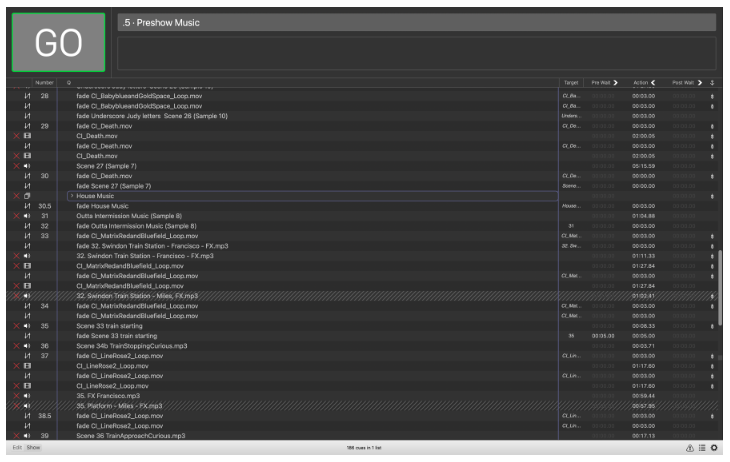 GO
.5 · Preshow Music
Number Q Target Pre Wait Action Post Wait
28 fade CI_BabyblueandGoldSpace_Loop.mov CI_Ba... 00:03.00
fade CI_BabyblueandGoldSpace_Loop.mov CI_Ba... 00:03.00
fade Underscore Judy letters Scene 26 (Sample 10) Unders... 00:03.00
29 fade CI_Death.mov CI_De... 00:03.00
CI_Death.mov 02:00.06
fade CI_Death.mov CI_De... 00:03.00
CI_Death.mov 02:00.06
Scene 27 (Sample 7) 05:15.59
30 fade CI_Death.mov CI_De... 00:00.00
fade Scene 27 (Sample 7) Scene... 00:00.00
House Music
30.5 fade House Music House... 00:03.00
31 Outta Intermission Music (Sample 8) 01:04.88
32 fade Outta Intermission Music (Sample 8) 31 00:03.00
33 fade CI_MatrixRedandBluefield_Loop.mov CI_Mat... 00:03.00
fade 32. Swindon Train Station - Francisco - FX.mp3 32. Sw... 00:03.00
32. Swindon Train Station - Francisco - FX.mp3 01:11.33
CI_MatrixRedandBluefield_Loop.mov 01:27.84
fade CI_MatrixRedandBluefield_Loop.mov CI_Mat... 00:03.00
CI_MatrixRedandBluefield_Loop.mov 01:27.84
32. Swindon Train Station - Miles, FX.mp3 01:02.41
34 fade CI_MatrixRedandBluefield_Loop.mov CI_Mat... 00:03.00
fade CI_MatrixRedandBluefield_Loop.mov CI_Mat... 00:03.00
35 Scene 33 train starting 00:08.33
fade Scene 33 train starting 35 00:03.00 00:05.00
36 Scene 34b TrainStoppingCurious.mp3 00:03.71
37 fade CI_LineRose2_Loop.mov CI_Lin... 00:03.00
CI_LineRose2_Loop.mov 01:17.60
fade CI_LineRose2_Loop.mov CI_Lin... 00:03.00
CI_LineRose2_Loop.mov 01:17.60
35. FX Francisco.mp3 00:59.44
35. Platform - Miles - FX.mp3 00:57.95
38.5 fade CI_LineRose2_Loop.mov CI_Lin... 00:03.00
fade CI_LineRose2_Loop.mov CI_Lin... 00:03.00
39 Scene 36 TrainApproachCurious.mp3 00:17.13
Edit Show 186 cues in 1 list